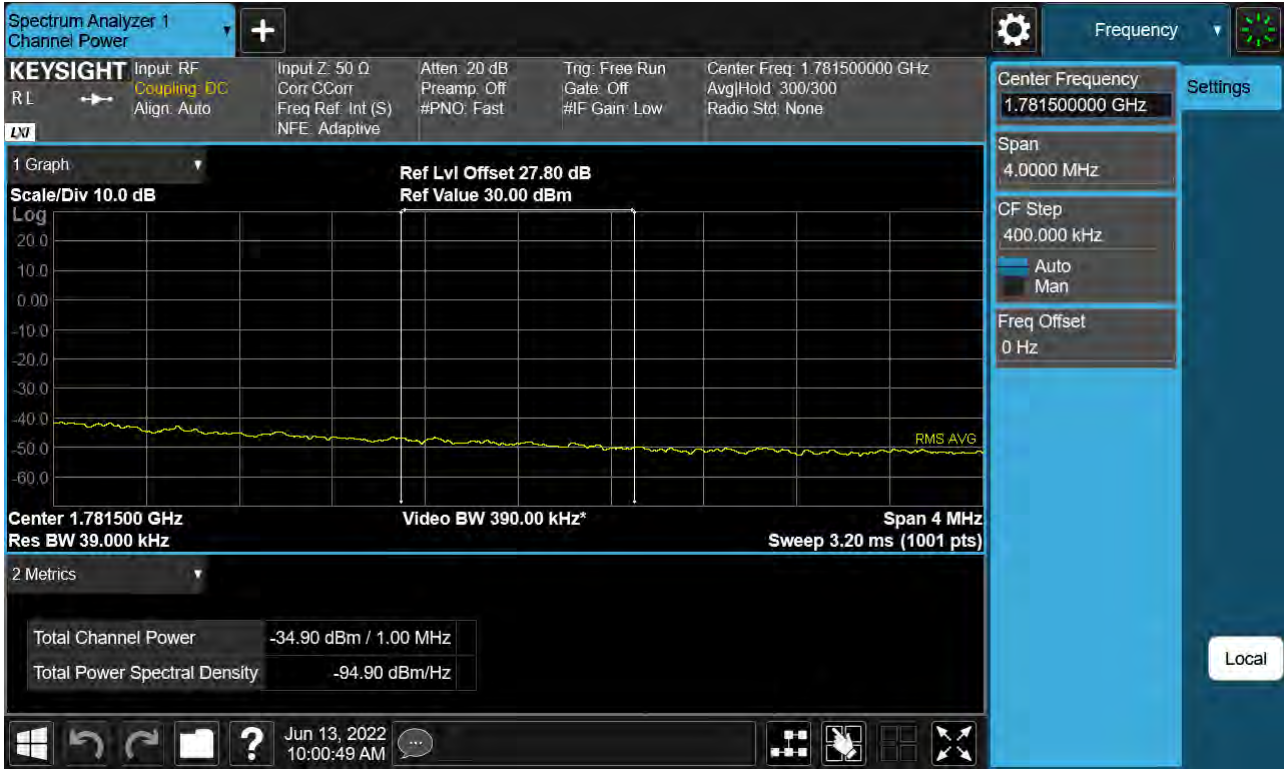 Spectrum Analyzer 1
Channel Power
+
Frequency
KEYSIGHT
R L
LXI
Input: RF
Coupling: DC
Align: Auto
Input Z: 50 Ω
Corr CCorr
Freq Ref: Int (S)
NFE: Adaptive
Atten: 20 dB
Preamp: Off
#PNO: Fast
Trig: Free Run
Gate: Off
#IF Gain: Low
Center Freq: 1.781500000 GHz
Avg|Hold: 300/300
Radio Std: None
Center Frequency
1.781500000 GHz
Settings
Span
4.0000 MHz
CF Step
400.000 kHz
Auto
Man
Freq Offset
0 Hz
Local
1 Graph
Scale/Div 10.0 dB
Ref Lvl Offset 27.80 dB
Ref Value 30.00 dBm
Log
20.0
10.0
0.00
-10.0
-20.0
-30.0
-40.0
-50.0
-60.0
RMS AVG
Center 1.781500 GHz
Video BW 390.00 kHz*
Span 4 MHz
Res BW 39.000 kHz
Sweep 3.20 ms (1001 pts)
2 Metrics
Total Channel Power -34.90 dBm / 1.00 MHz
Total Power Spectral Density -94.90 dBm/Hz
?
Jun 13, 2022
10:00:49 AM